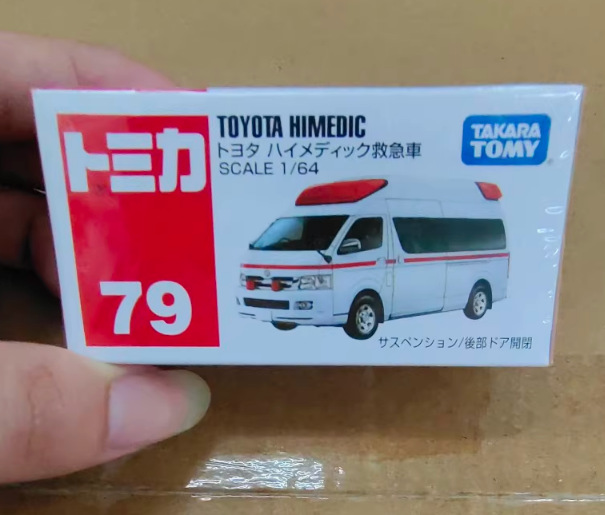 トミカ
79
TOYOTA HIMEDIC
トヨタ ハイメディック救急車
SCALE 1/64
TAKARA
TOMY
サスペンション/後部ドア開閉